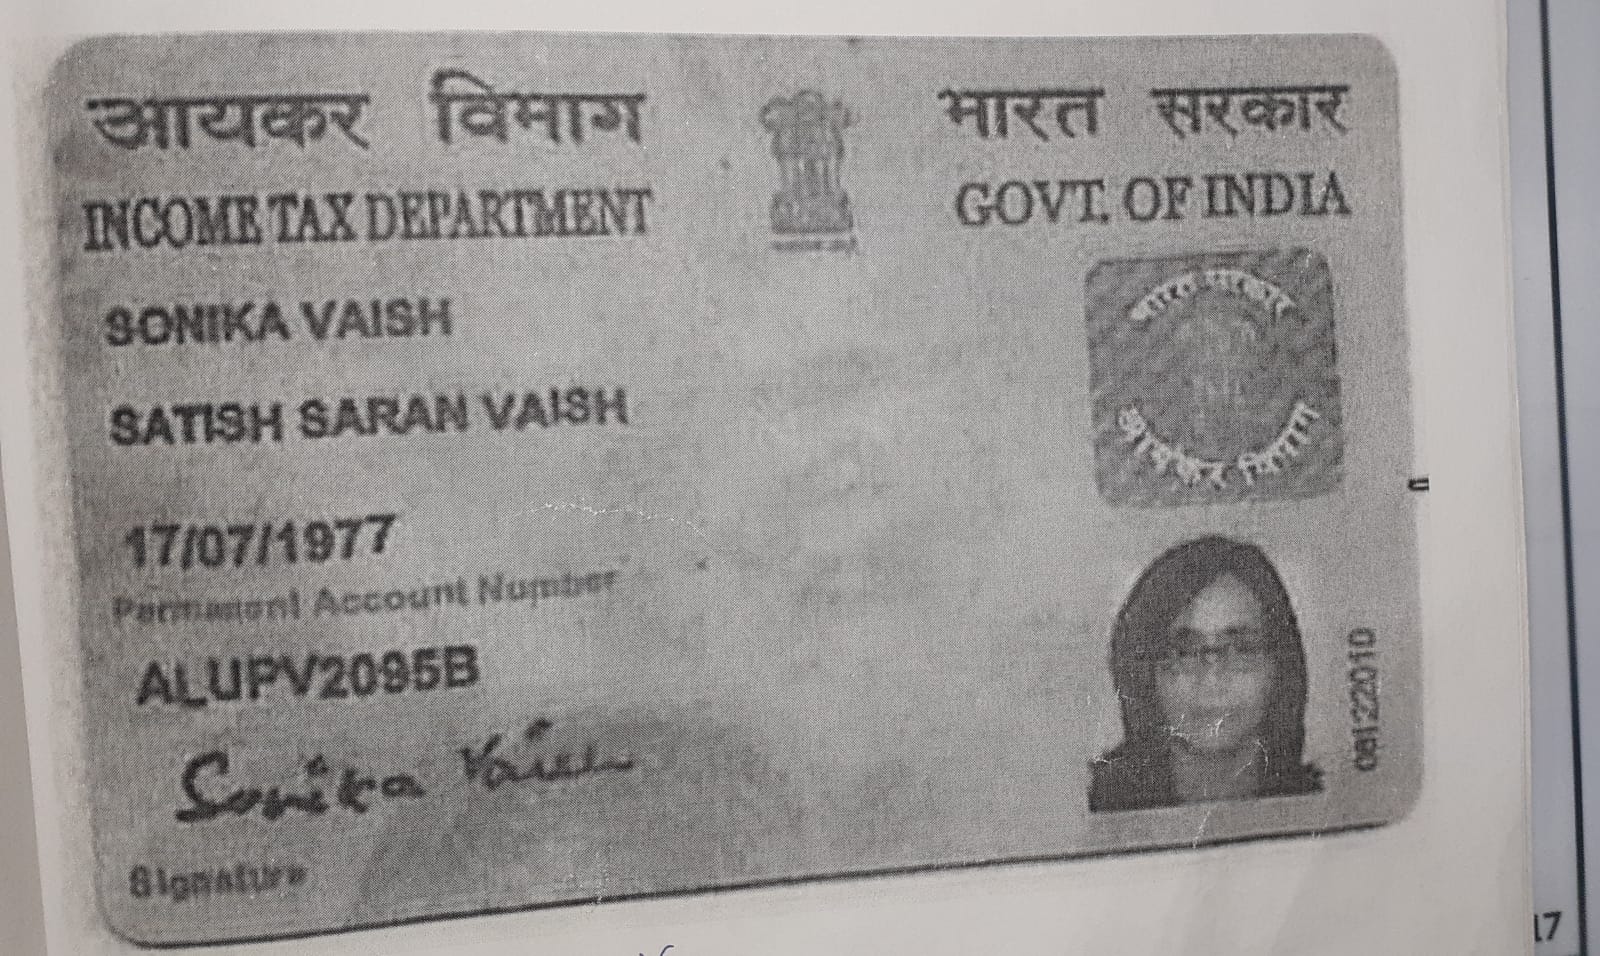 आयकर विभाग
भारत सरकार
INCOME TAX DEPARTMENT
GOVT. OF INDIA
SONIKA VAISH
SATISH SARAN VAISH
17/07/1977
Permanent Account Number
ALUPV2095B
Sonika Vaish
Signature
भारत सरकार
आयकर विभाग
08122010
17